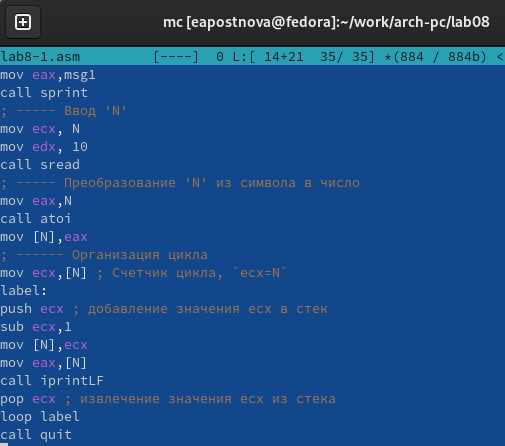 mc [eapostnova@fedora]:~/work/arch-pc/lab08
lab8-1.asm [----] 0 L:[ 14+21 35/ 35] *(884 / 884b) <
mov eax,msg1
call sprint
; ----- Ввод 'N'
mov ecx, N
mov edx, 10
call sread
; ----- Преобразование 'N' из символа в число
mov eax,N
call atoi
mov [N],eax
; ------ Организация цикла
mov ecx,[N] ; Счетчик цикла, `ecx=N`
label:
push ecx ; добавление значения ecx в стек
sub ecx,1
mov [N],ecx
mov eax,[N]
call iprintLF
pop ecx ; извлечение значения ecx из стека
loop label
call quit